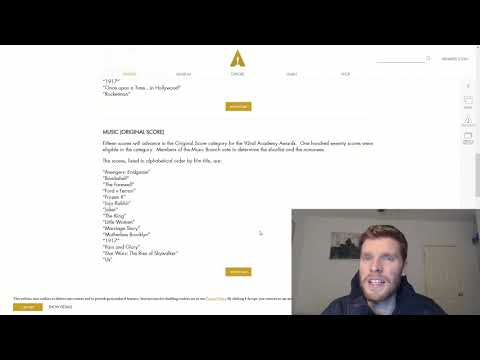 AWARDS
MUSEUM
OSCARS
LEARN
SHOP
MEMBERS LOGIN
"1917"
"Once upon a Time...in Hollywood"
"Rocketman"
MUSIC (ORIGINAL SCORE)
Fifteen scores will advance in the Original Score category for the 92nd Academy Awards. One hundred seventy scores were
eligible in the category. Members of the Music Branch vote to determine the shortlist and the nominees.
The scores, listed in alphabetical order by film title, are:
"Avengers: Endgame"
"Bombshell"
"The Farewell"
"Ford v Ferrari"
"Frozen II"
"Jojo Rabbit"
"Joker"
"The King"
"Little Women"
"Marriage Story"
"Motherless Brooklyn"
"1917"
"Pain and Glory"
"Star Wars: The Rise of Skywalker"
"Us"
SHOW DETAILS